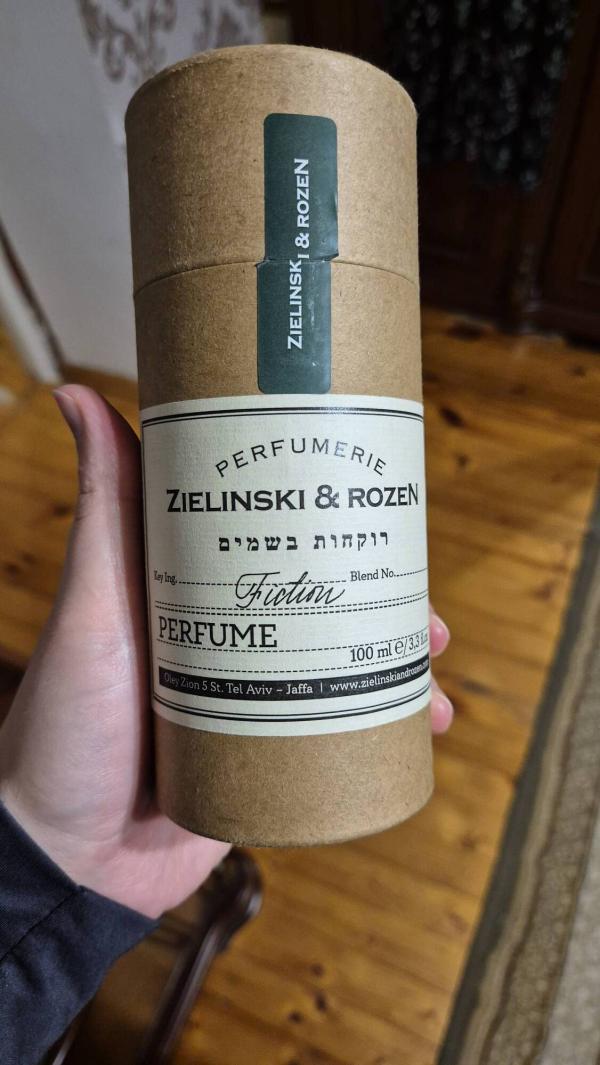 ZIELINSKI & ROZEN
PERFUMERIE
ZIELINSKI & ROZEN
רוקחות בשמים
Key Ing. Fiction Blend No.
PERFUME
100 ml ℮/3,3 fl.
Oley Zion 5 St. Tel Aviv – Jaffa | www.zielinskiandrozen.com